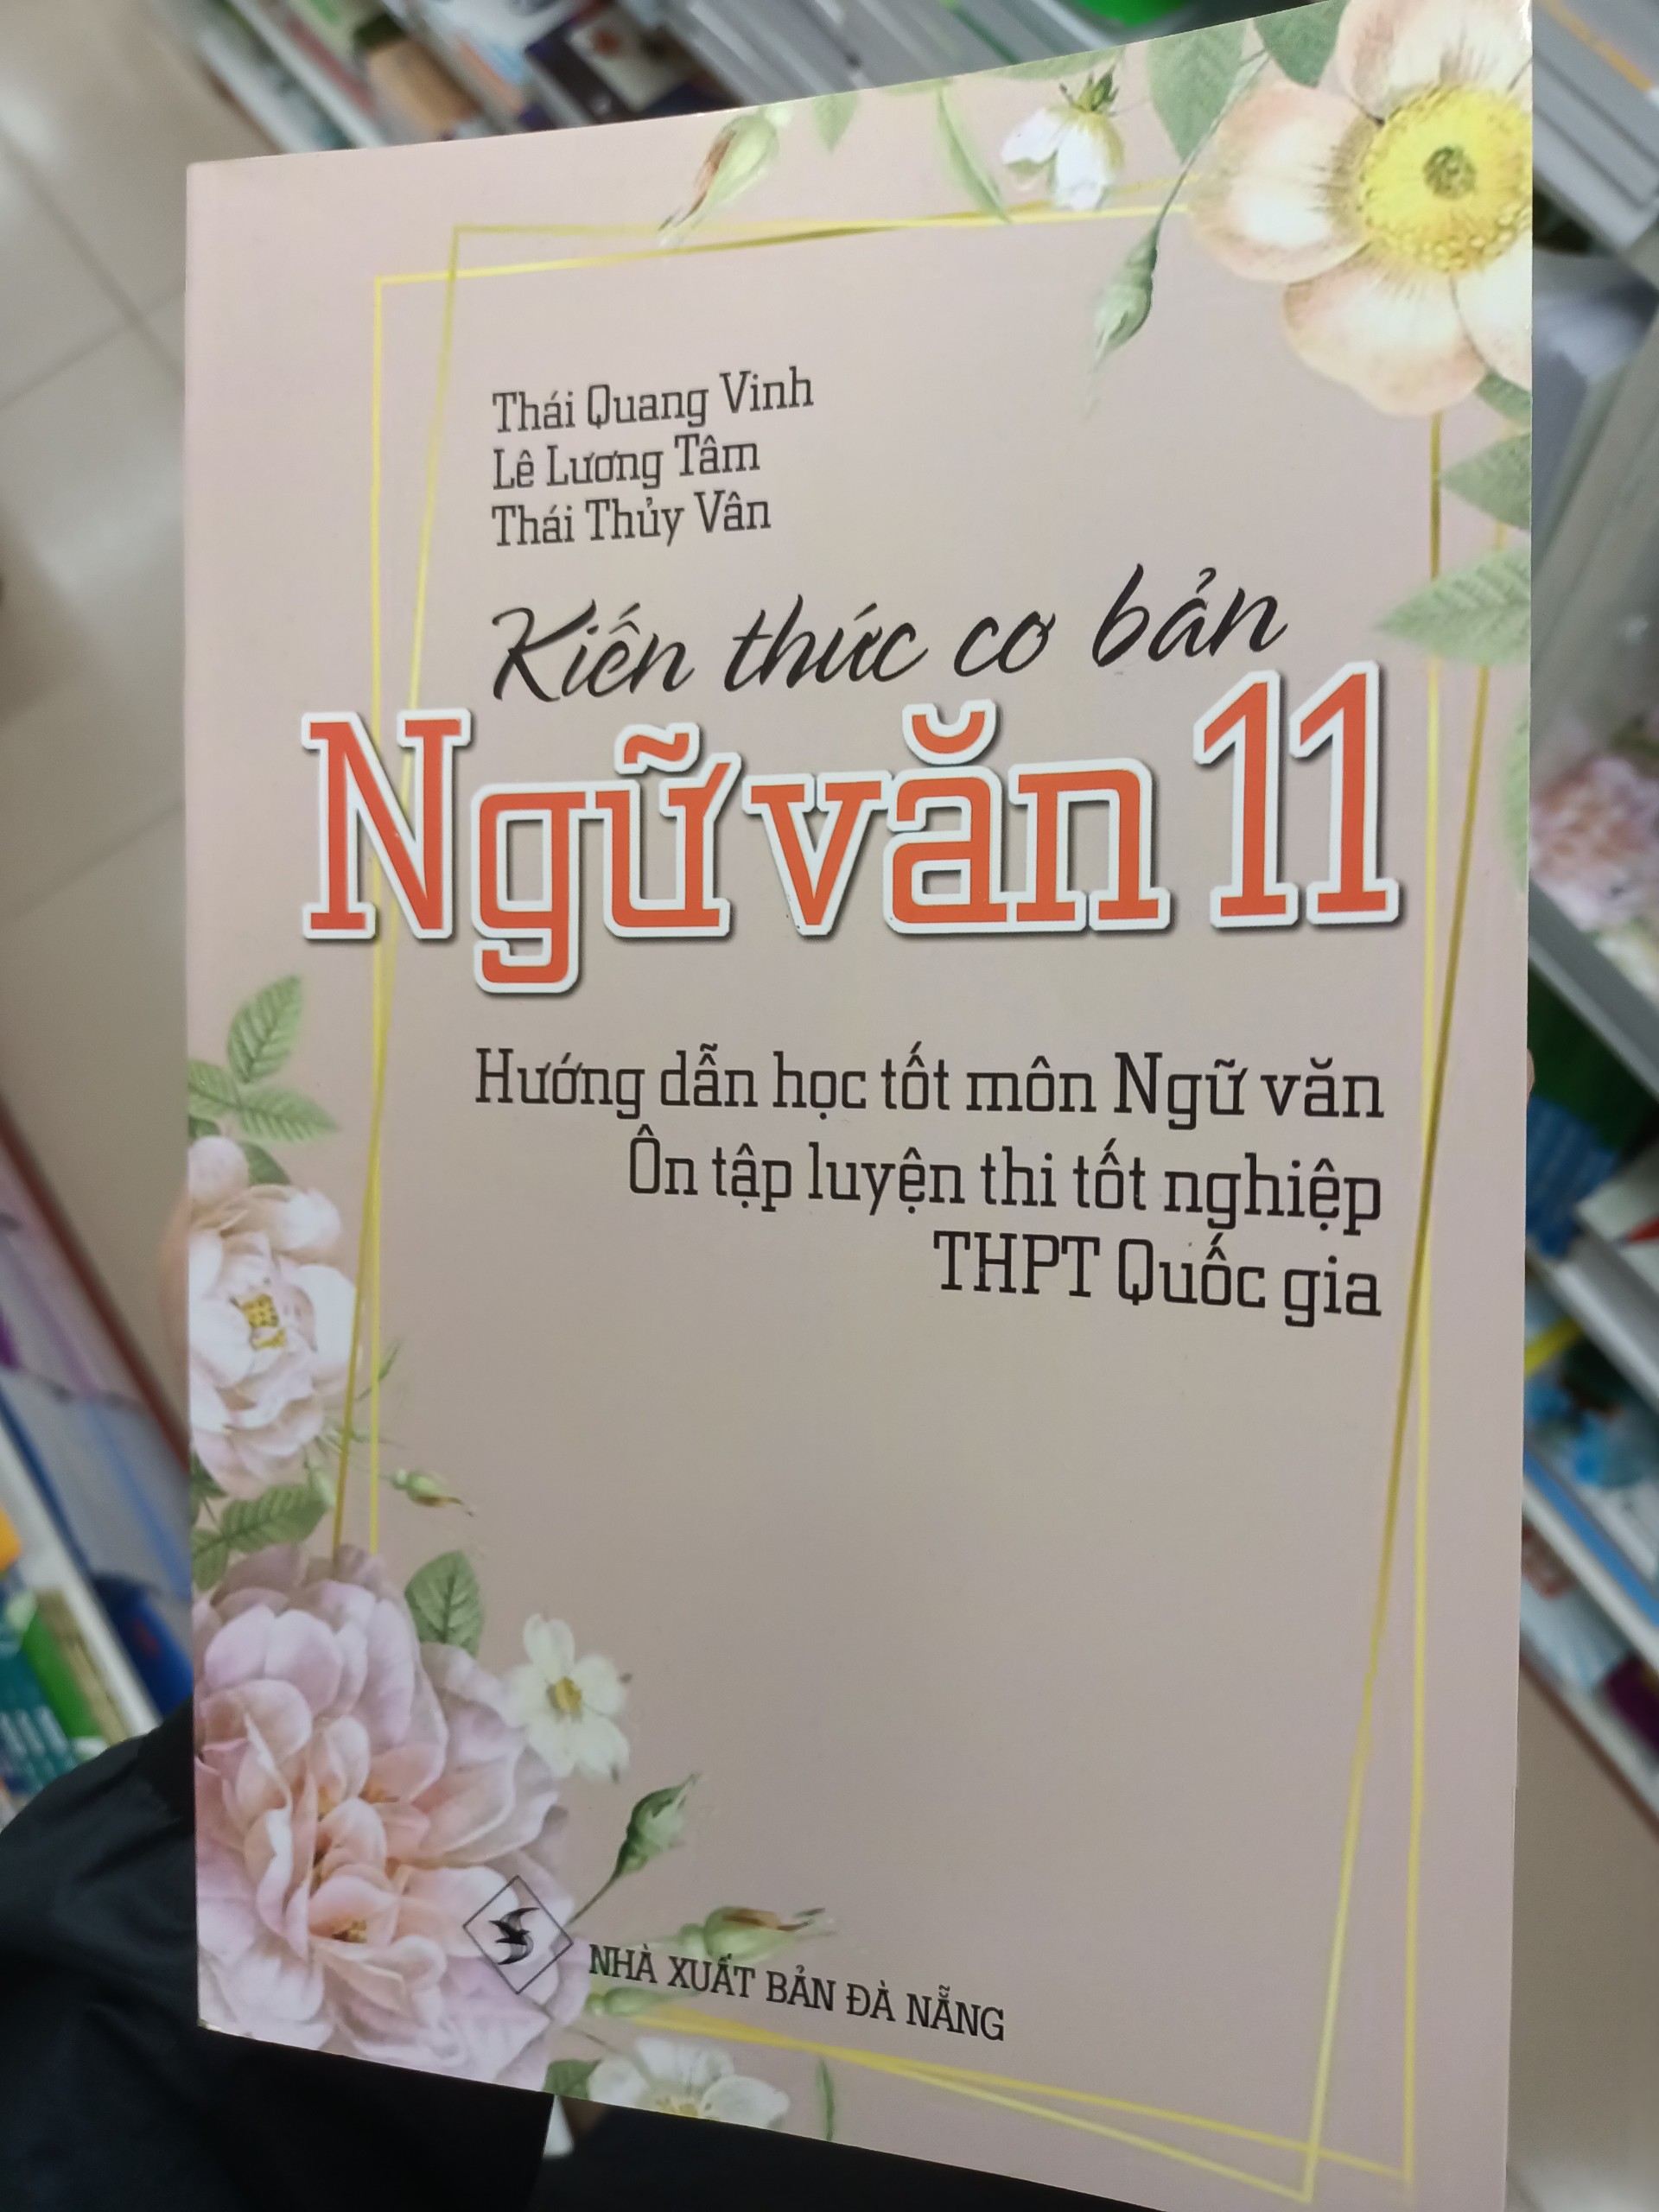 Thái Quang Vinh
Lê Lương Tâm
Thái Thủy Vân
Kiến thức cơ bản
Ngữ văn 11
Hướng dẫn học tốt môn Ngữ văn
Ôn tập luyện thi tốt nghiệp
THPT Quốc gia
NHÀ XUẤT BẢN ĐÀ NẴNG